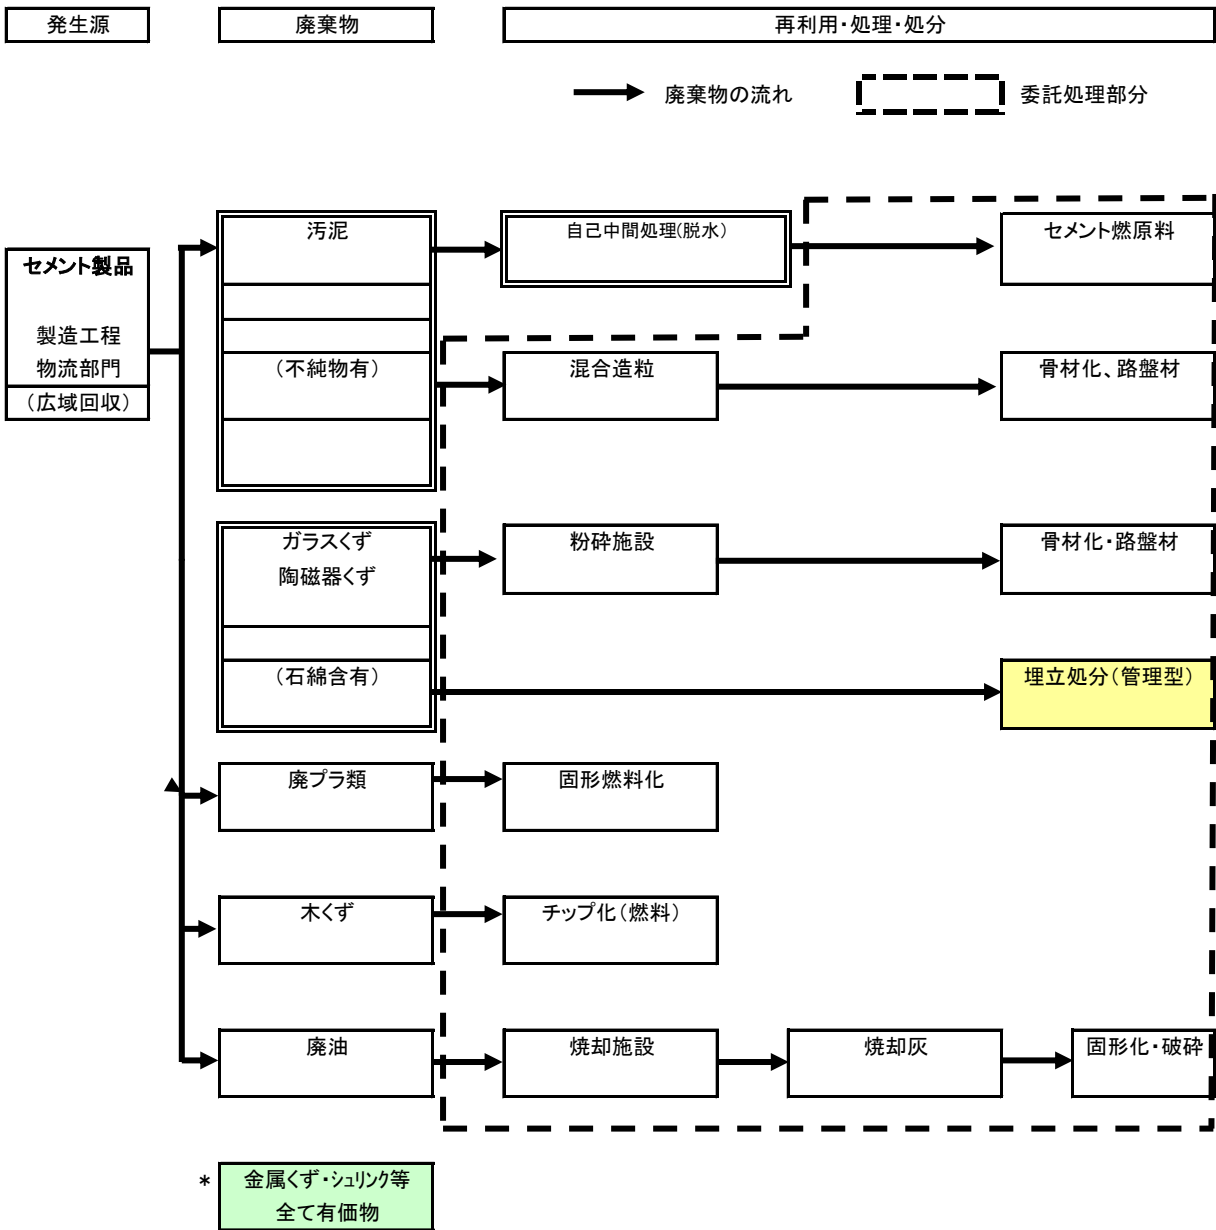 発生源
廃棄物
再利用・処理・処分
廃棄物の流れ
委託処理部分
セメント製品
製造工程
物流部門
（広域回収）
汚泥
自己中間処理(脱水）
セメント燃原料
（不純物有）
混合造粒
骨材化、路盤材
ガラスくず
陶磁器くず
粉砕施設
骨材化・路盤材
（石綿含有）
埋立処分（管理型）
廃プラ類
固形燃料化
木くず
チップ化（燃料）
廃油
焼却施設
焼却灰
固形化・破砕
*
金属くず・シュリンク等
全て有価物